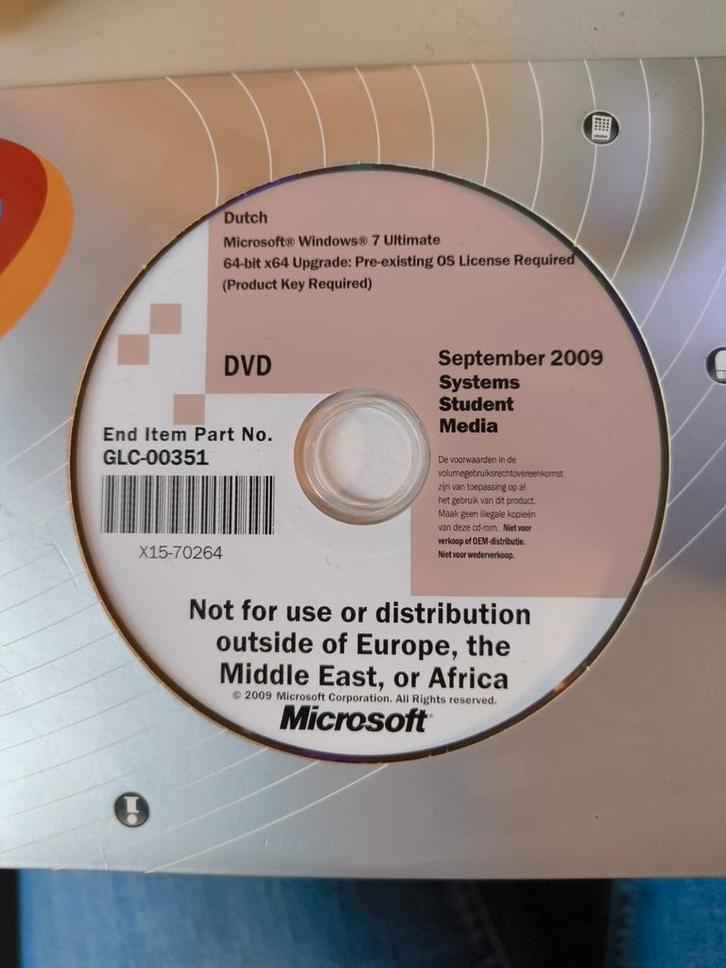 Dutch
Microsoft® Windows® 7 Ultimate
64-bit x64 Upgrade: Pre-existing OS License Required
(Product Key Required)
DVD
September 2009
Systems
Student
Media
End Item Part No.
GLC-00351
X15-70264
De voorwaarden in de
volumegebruiksrechtovereenkomst
zijn van toepassing op al
het gebruik van dit product.
Maak geen illegale kopieën
van deze cd-rom. Niet voor
verkoop of OEM-distributie.
Niet voor wederverkoop.
Not for use or distribution
outside of Europe, the
Middle East, or Africa
© 2009 Microsoft Corporation. All Rights reserved.
Microsoft®